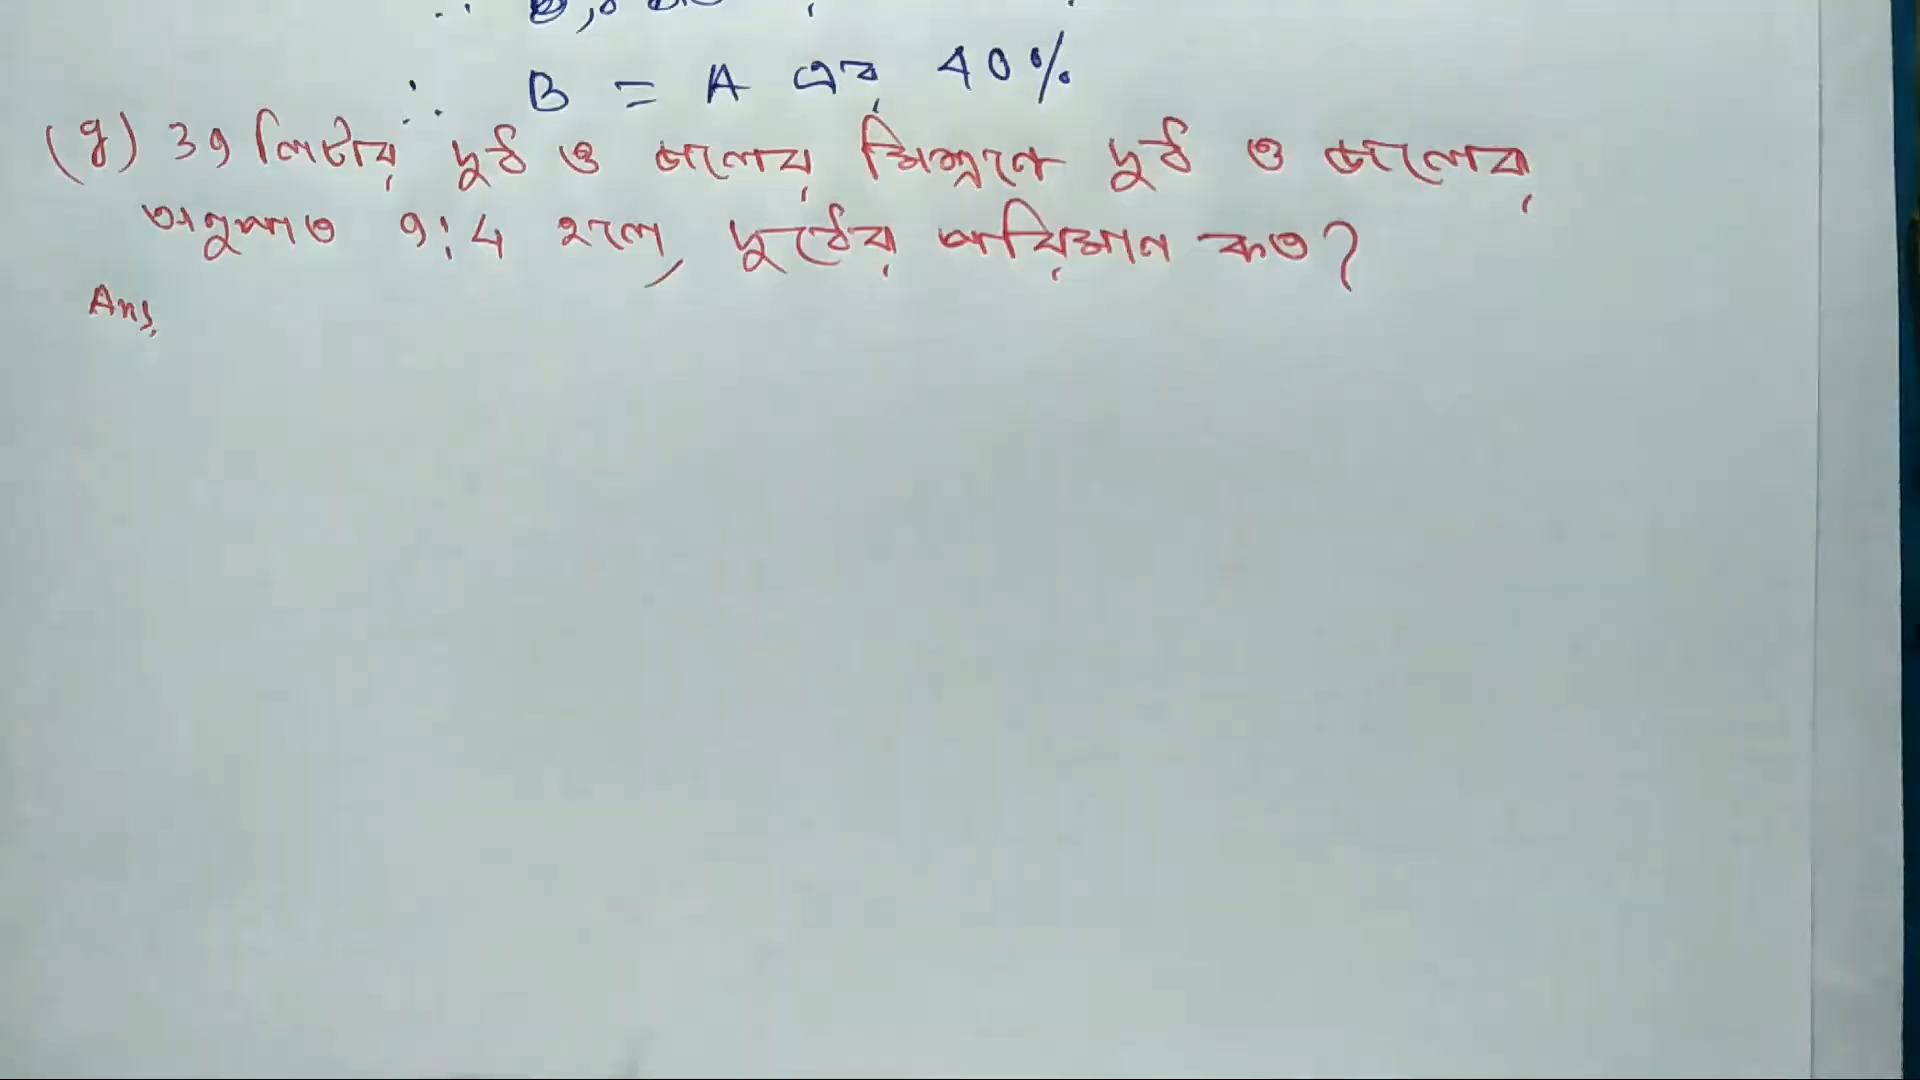 ∴ B = A এর 40%
(g) 39 লিটার দুধ ও জলের মিশ্রণে দুধ ও জলের
অনুপাত 9:4 হলে, দুধের পরিমাণ কত?
Ans,